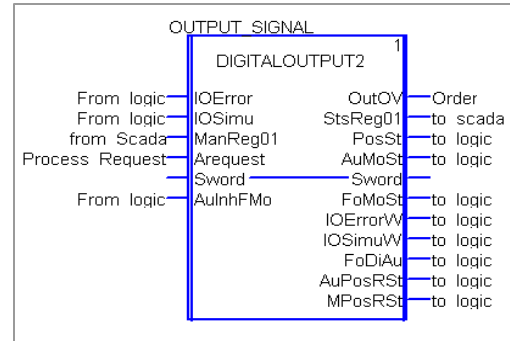 OUTPUT_SIGNAL
1
DIGITALOUTPUT2
From logic IOError OutOV Order
From logic IOSimu StsReg01 to scada
from Scada ManReg01 PosSt to logic
Process Request Arequest AuMoSt to logic
Sword Sword
From logic AuInhFMo FoMoSt to logic
IOErrorW to logic
IOSimuW to logic
FoDiAu to logic
AuPosRSt to logic
MPosRSt to logic